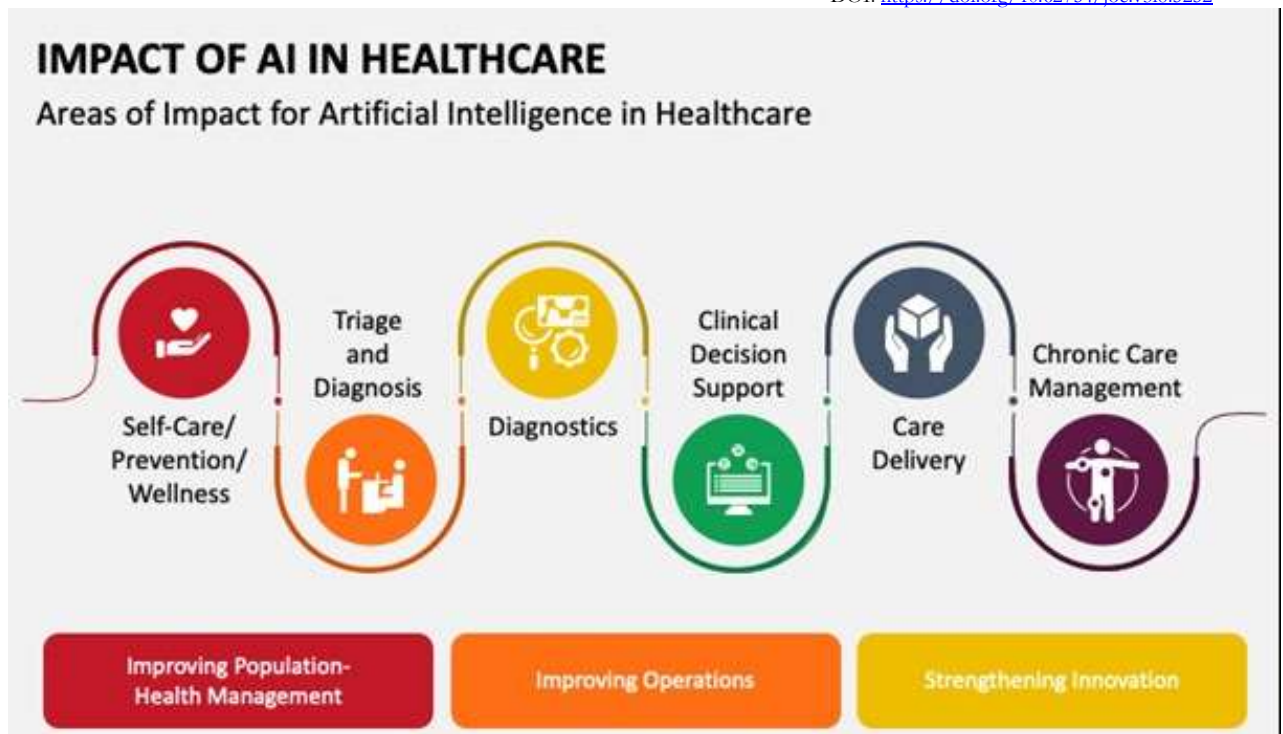 IMPACT OF AI IN HEALTHCARE
Areas of Impact for Artificial Intelligence in Healthcare
Self-Care/
Prevention/
Wellness
Triage
and
Diagnosis
Diagnostics
Clinical
Decision
Support
Care
Delivery
Chronic Care
Management
Improving Population-
Health Management
Improving Operations
Strengthening Innovation